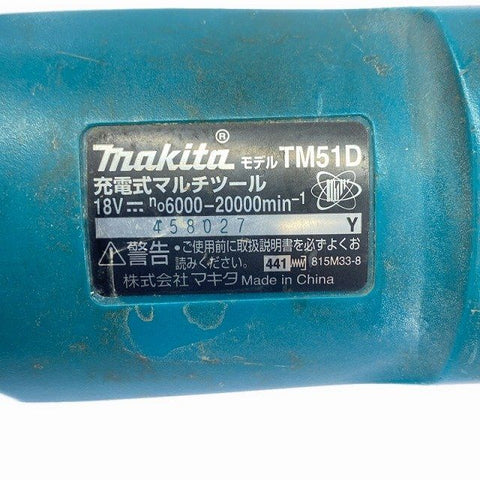 makita® モデル TM51D
充電式マルチツール
18V⎓ n₀6000-20000min⁻¹
458027 Y
⚠警告 ・ご使用前に取扱説明書を必ずよくお
読みください。 441 815M33-8
株式会社マキタ Made in China